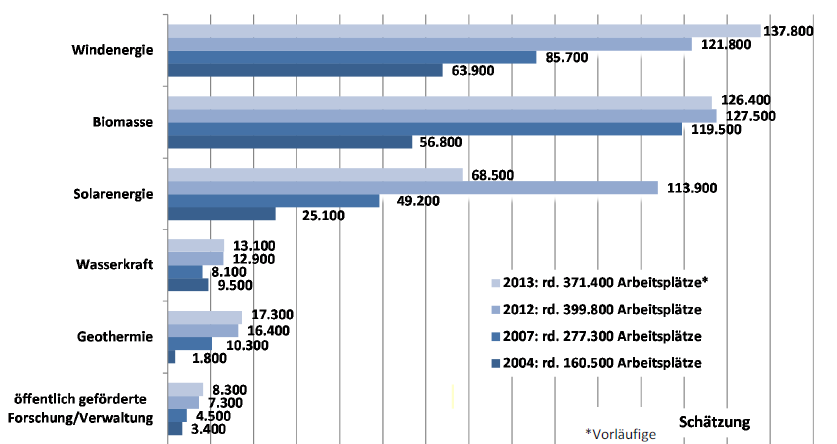 Windenergie
137.800
121.800
85.700
63.900
Biomasse
126.400
127.500
119.500
56.800
Solarenergie
68.500
113.900
49.200
25.100
Wasserkraft
13.100
12.900
8.100
9.500
Geothermie
17.300
16.400
10.300
1.800
öffentlich geförderte
Forschung/Verwaltung
8.300
7.300
4.500
3.400
2013: rd. 371.400 Arbeitsplätze*
2012: rd. 399.800 Arbeitsplätze
2007: rd. 277.300 Arbeitsplätze
2004: rd. 160.500 Arbeitsplätze
*Vorläufige Schätzung